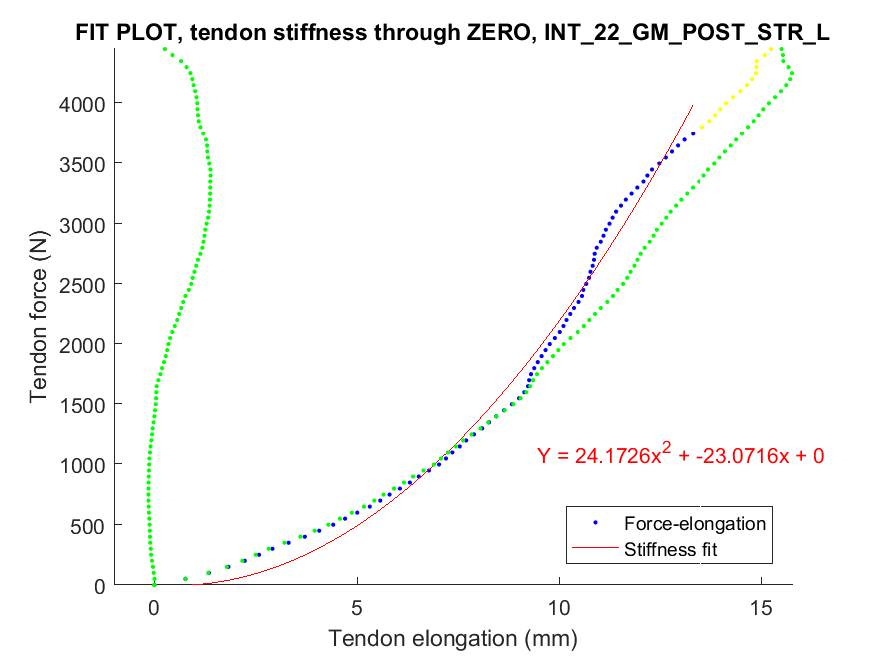 FIT PLOT, tendon stiffness through ZERO, INT_22_GM_POST_STR_L
Tendon force (N)
4000
3500
3000
2500
2000
1500
1000
500
0
Y = 24.1726x² + -23.0716x + 0
Force-elongation
Stiffness fit
0 5 10 15
Tendon elongation (mm)